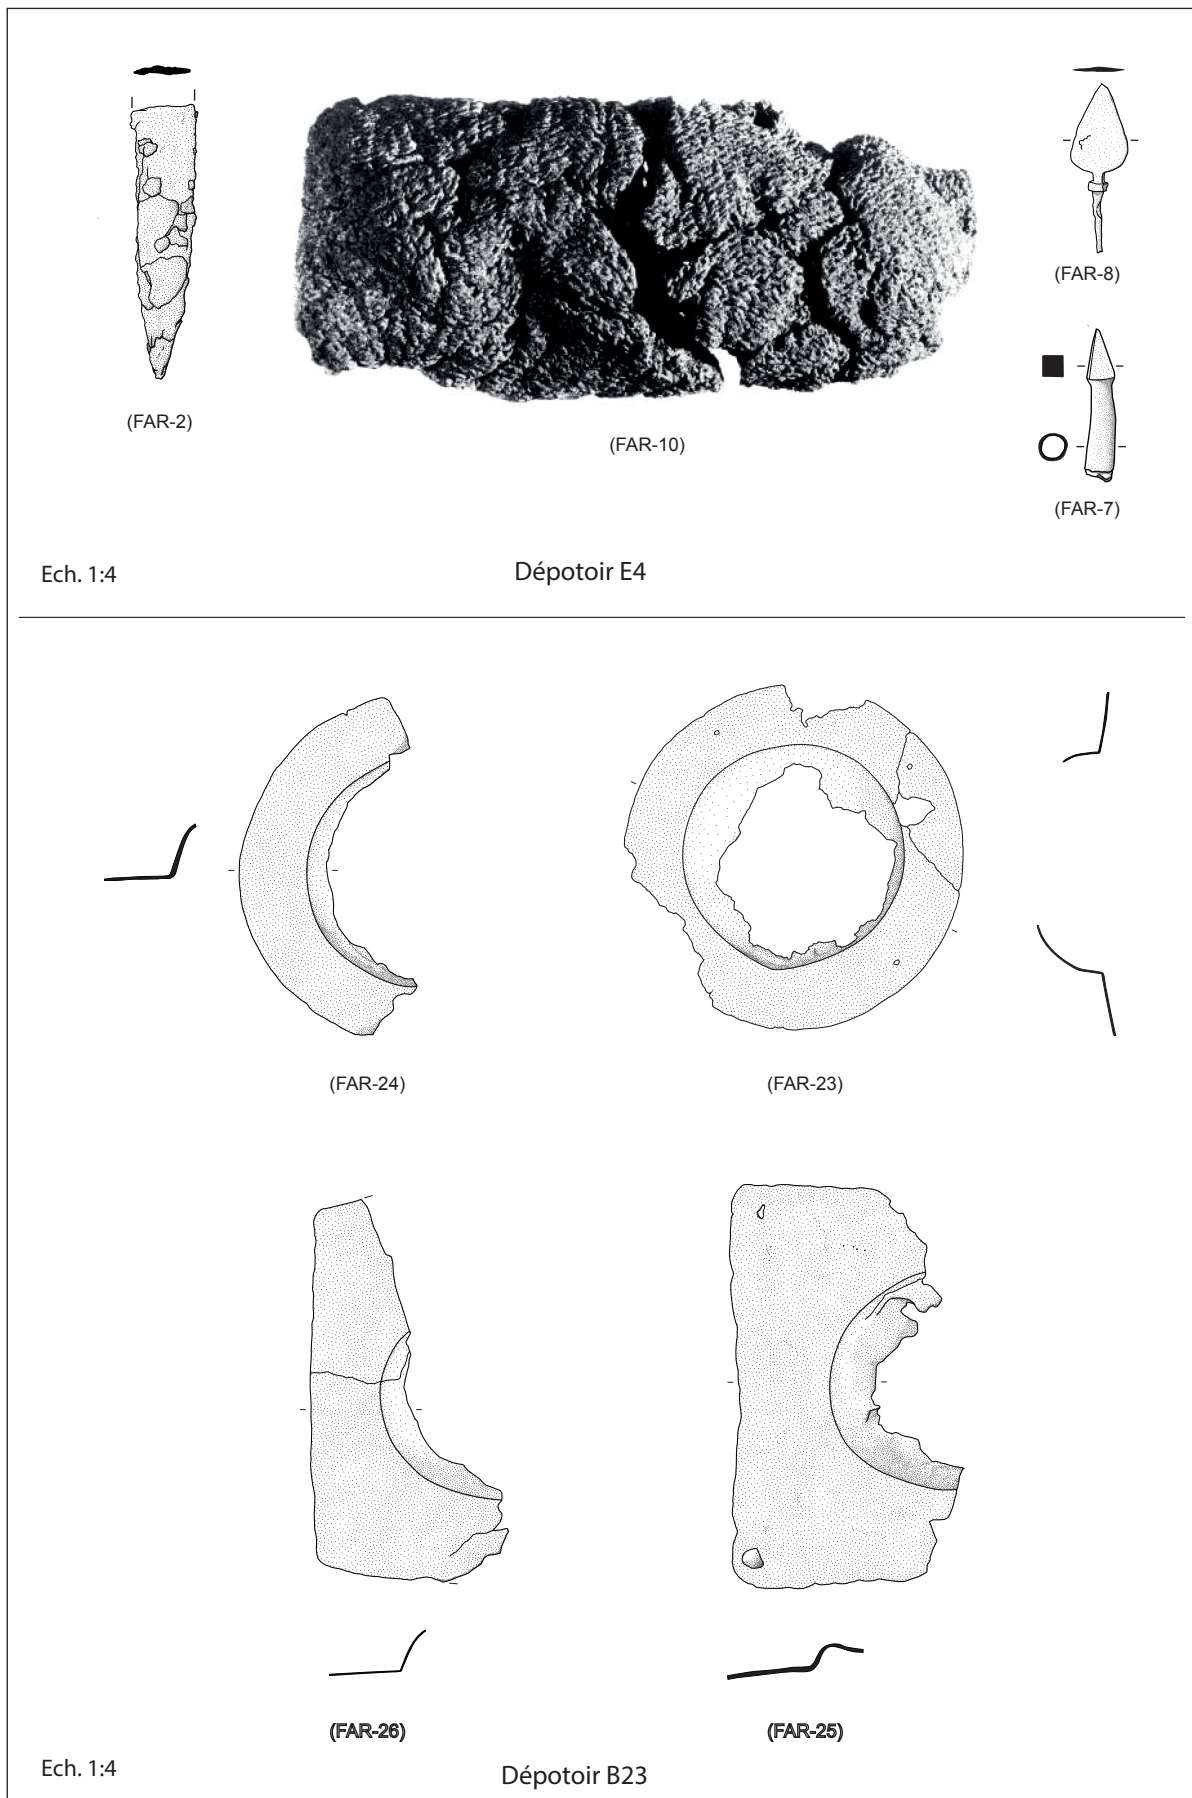 (FAR-2)
(FAR-10)
(FAR-8)
(FAR-7)
Ech. 1:4
Dépotoir E4
(FAR-24)
(FAR-23)
(FAR-26)
(FAR-25)
Ech. 1:4
Dépotoir B23